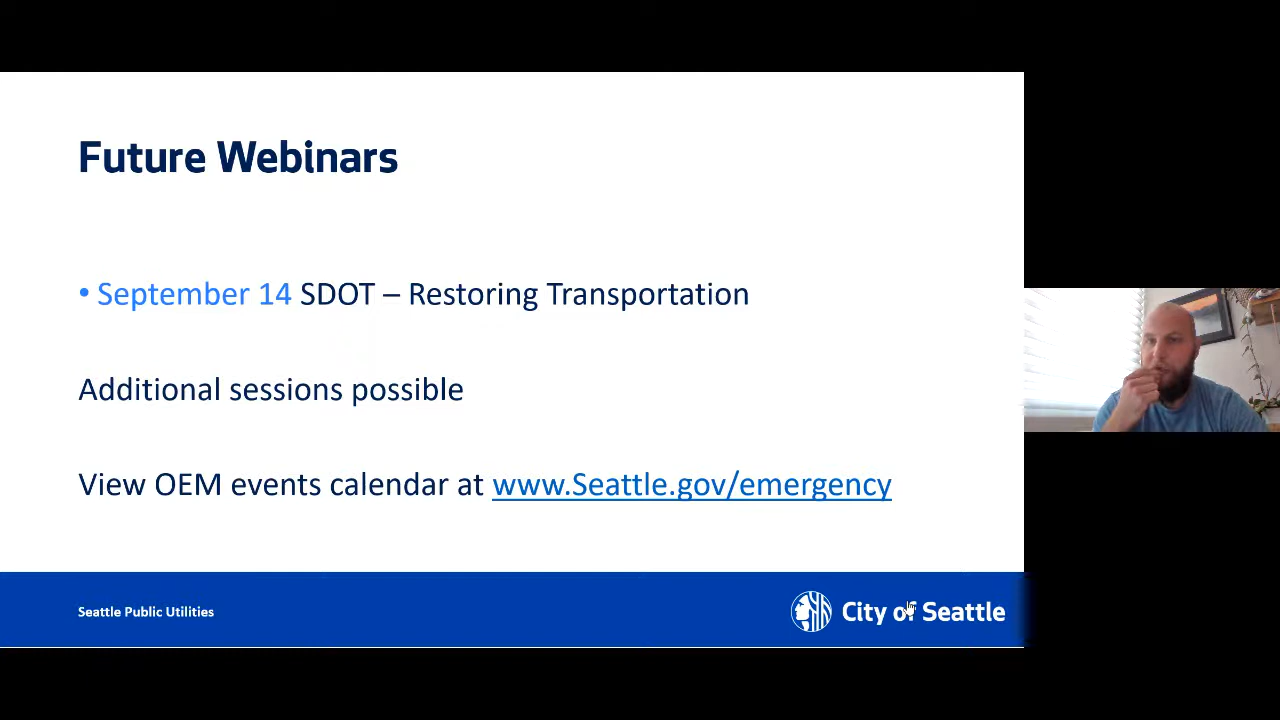 Future Webinars
• September 14 SDOT – Restoring Transportation
Additional sessions possible
View OEM events calendar at www.Seattle.gov/emergency
Seattle Public Utilities
City of Seattle